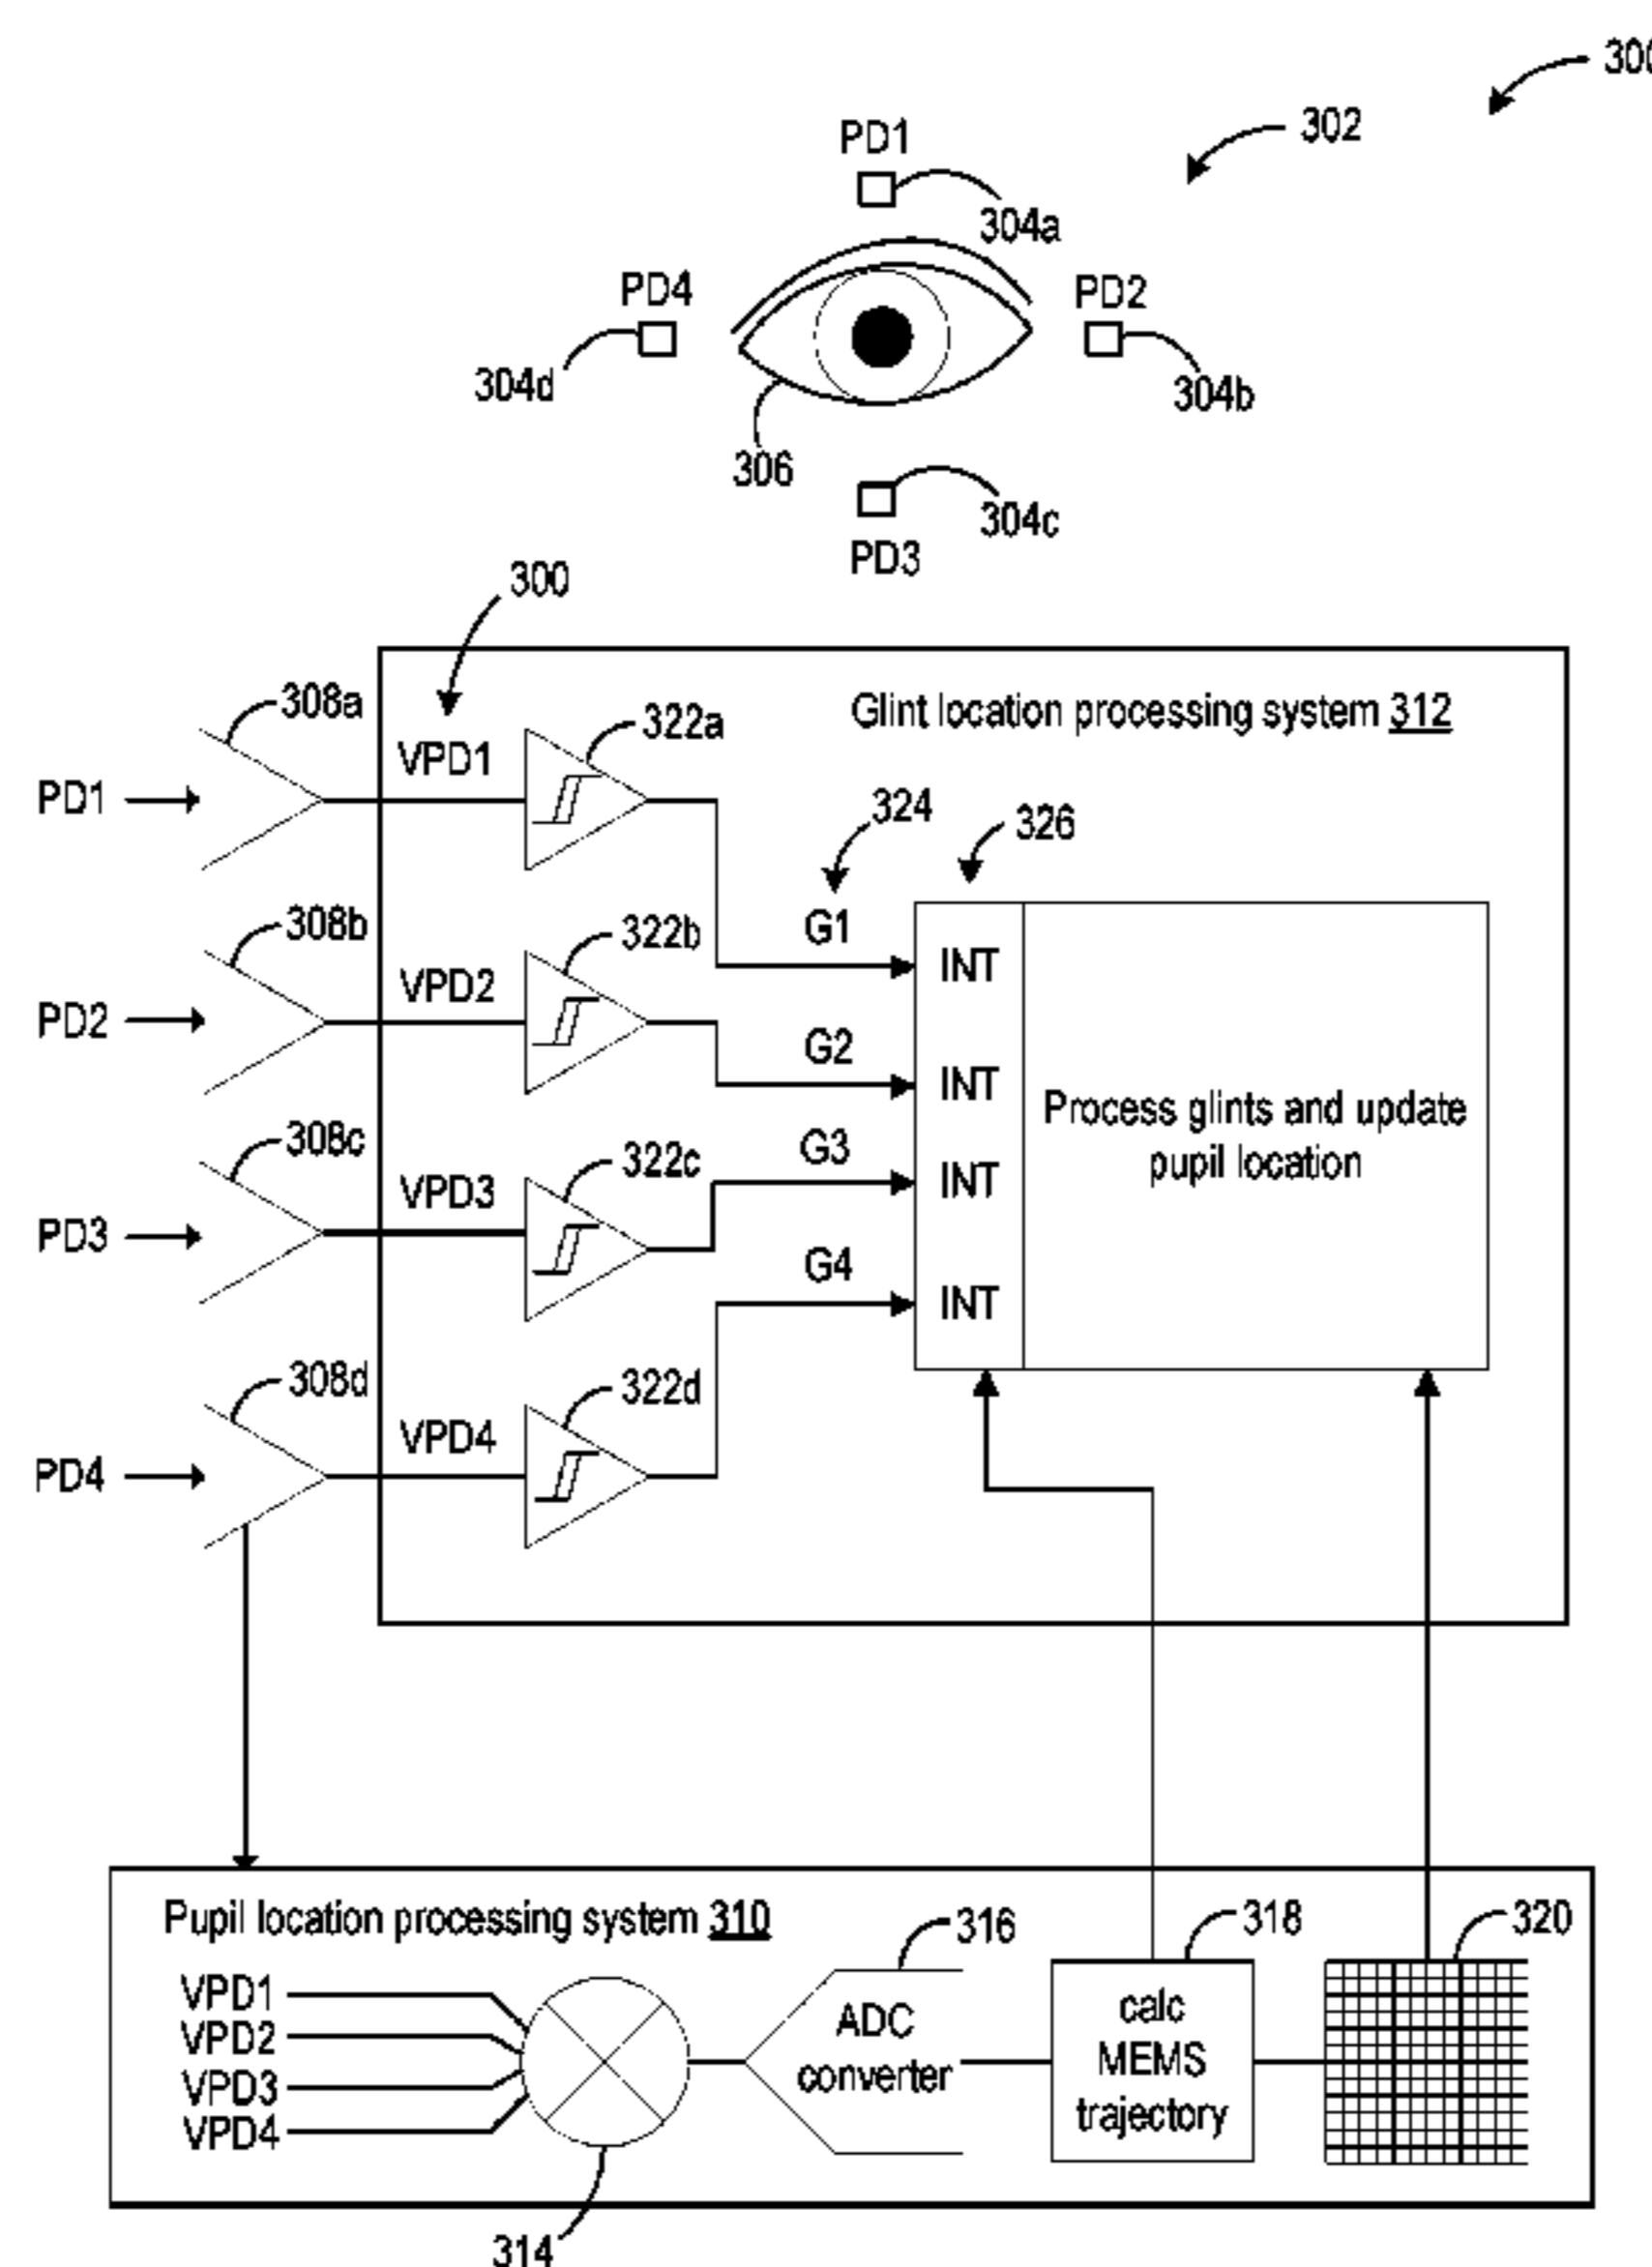 300
302
PD1
304a
PD4
PD2
304d
304b
306
304c
PD3
300
308a
322a
Glint location processing system 312
VPD1
PD1
324
326
308b
322b
G1
INT
VPD2
PD2
G2
INT
Process glints and update
pupil location
308c
322c
G3
INT
VPD3
PD3
G4
INT
308d
322d
VPD4
PD4
Pupil location processing system 310
316
318
320
VPD1
VPD2
VPD3
VPD4
ADC
converter
calc
MEMS
trajectory
314